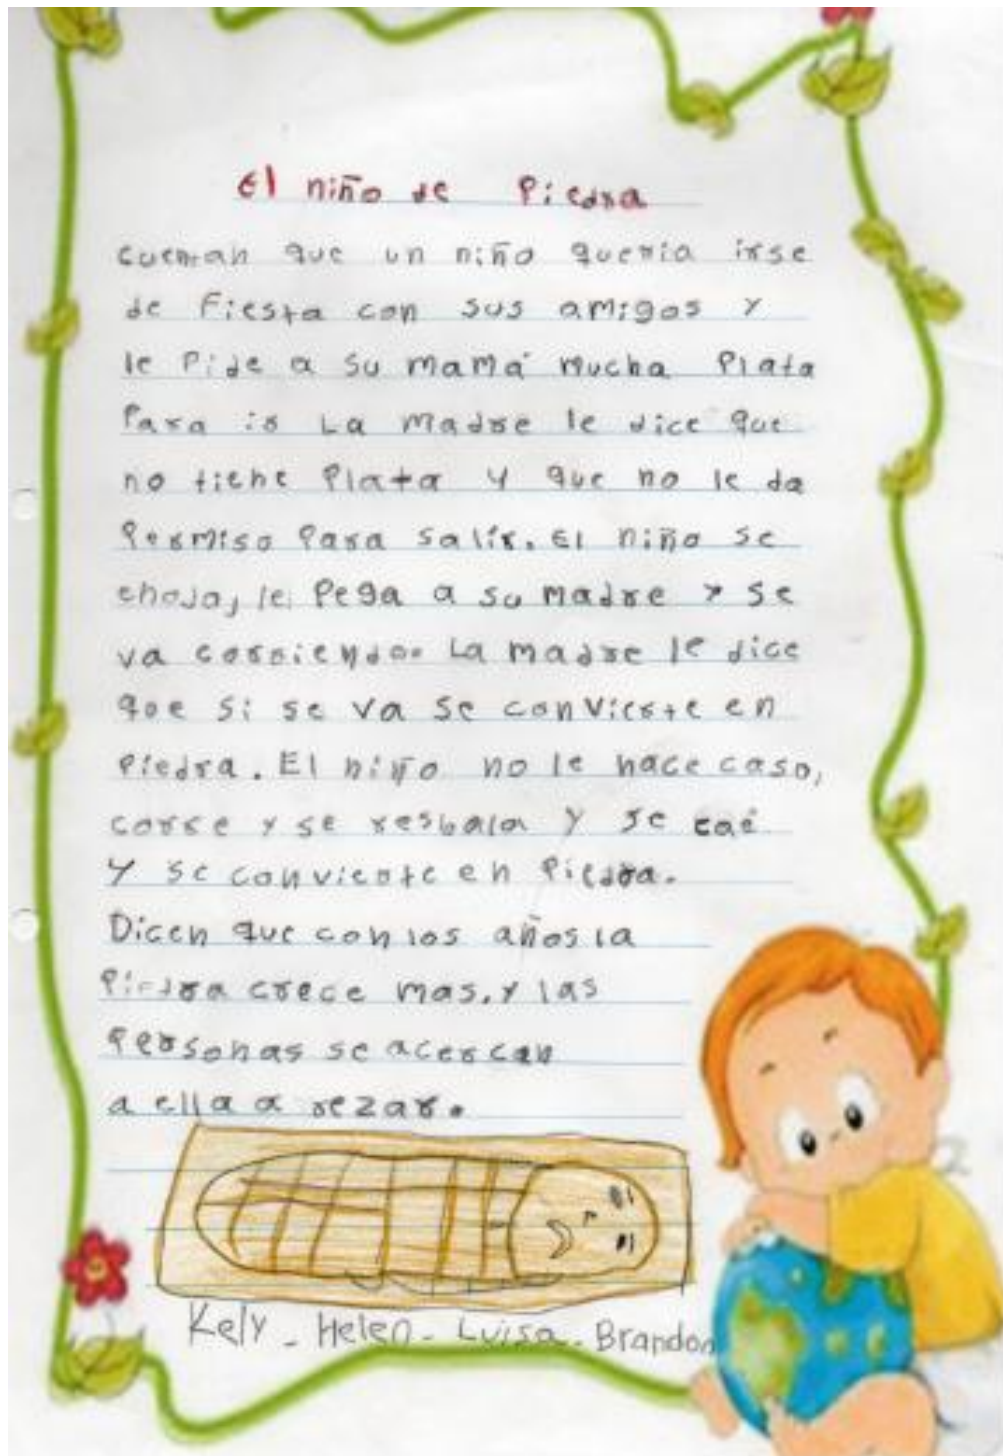 El niño de Piedra
cuentan que un niño queria irse
de Fiesta con sus amigos y
le Pide a su mamá mucha Plata
Para ir La madre le dice que
no tiene Plata y que no le da
Permiso Para salir. El niño se
enoja, le Pega a su madre y se
va corriendo. La madre le dice
que si se va se convierte en
Piedra. El niño no le hace caso,
corre y se resbala y se caé
Y se convierte en Piedra.
Dicen que con los años la
Piedra crece mas. y las
Personas se acercan
a ella a rezar.
Kely - Helen - Luisa - Brandon